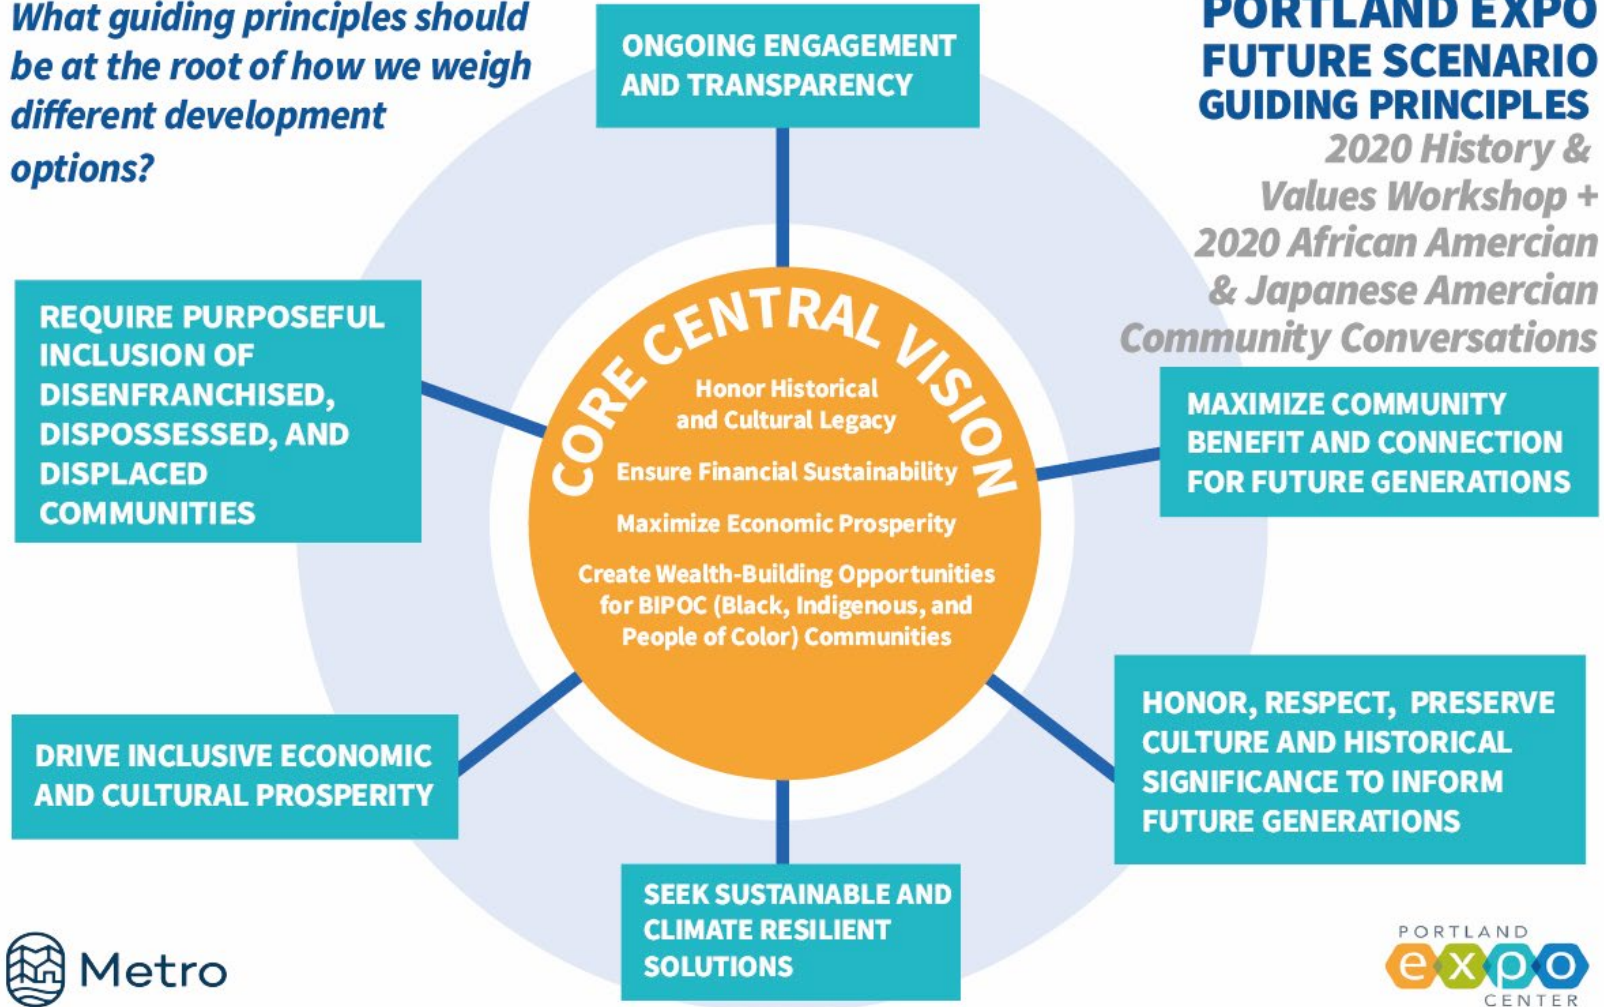 What guiding principles should
be at the root of how we weigh
different development
options?
PORTLAND EXPO
FUTURE SCENARIO
GUIDING PRINCIPLES
2020 History &
Values Workshop +
2020 African Amercian
& Japanese Amercian
Community Conversations
ONGOING ENGAGEMENT
AND TRANSPARENCY
REQUIRE PURPOSEFUL
INCLUSION OF
DISENFRANCHISED,
DISPOSSESSED, AND
DISPLACED
COMMUNITIES
CORE CENTRAL VISION
Honor Historical
and Cultural Legacy
Ensure Financial Sustainability
Maximize Economic Prosperity
Create Wealth-Building Opportunities
for BIPOC (Black, Indigenous, and
People of Color) Communities
MAXIMIZE COMMUNITY
BENEFIT AND CONNECTION
FOR FUTURE GENERATIONS
HONOR, RESPECT, PRESERVE
CULTURE AND HISTORICAL
SIGNIFICANCE TO INFORM
FUTURE GENERATIONS
DRIVE INCLUSIVE ECONOMIC
AND CULTURAL PROSPERITY
SEEK SUSTAINABLE AND
CLIMATE RESILIENT
SOLUTIONS
Metro
PORTLAND
expo
CENTER